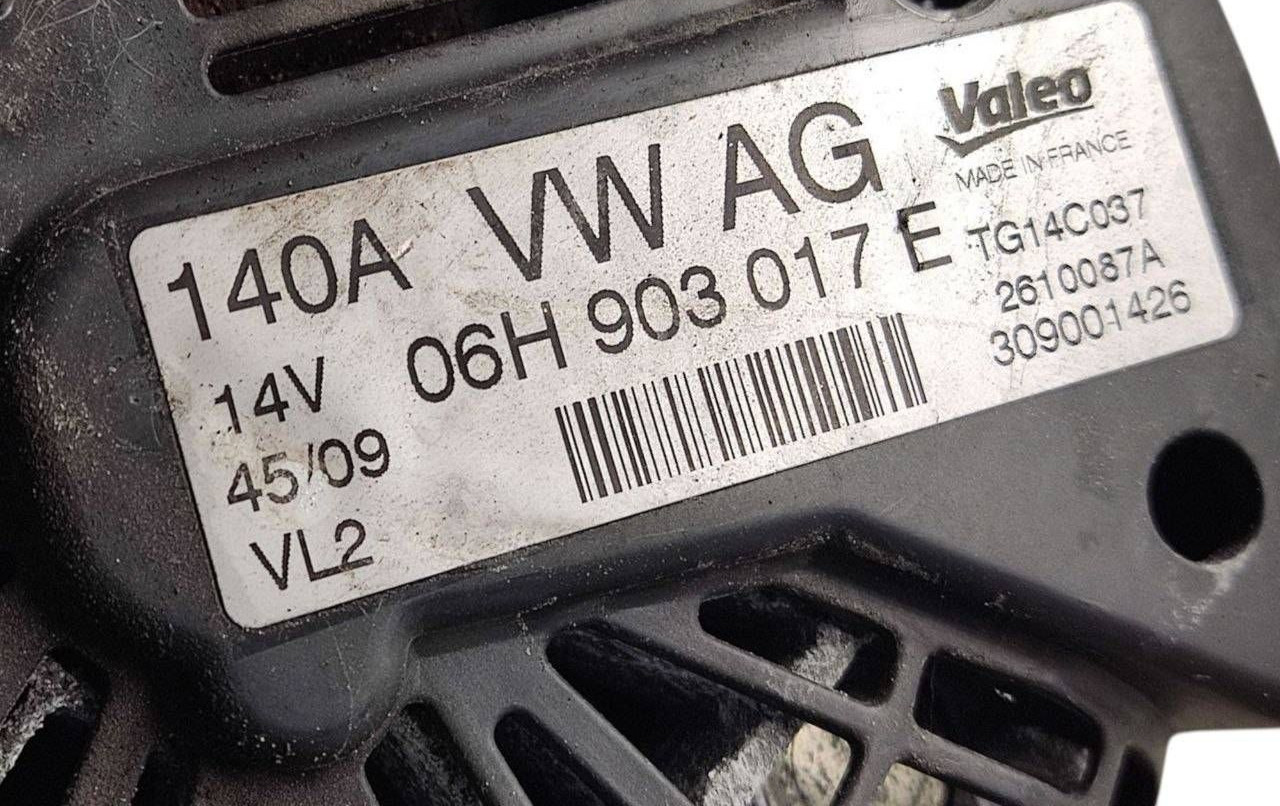 140A VW AG
14V 06H 903 017 E
45/09
VL2
Valeo
MADE IN FRANCE
TG14C037
2610087A
309001426